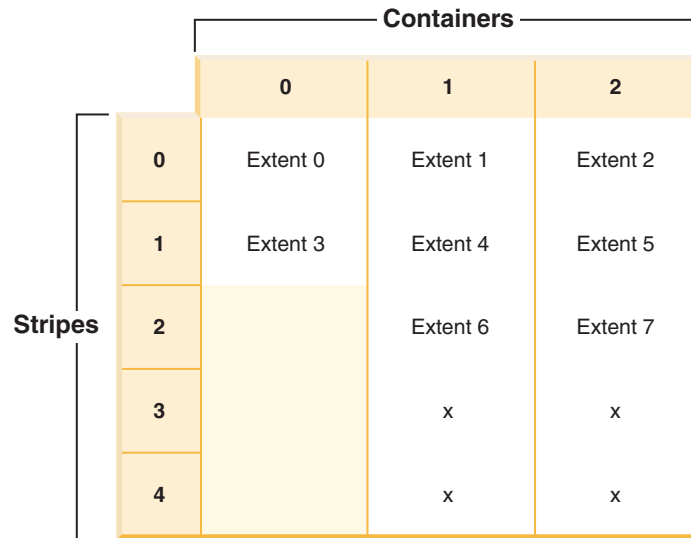 Containers
0 1 2
0 Extent 0 Extent 1 Extent 2
1 Extent 3 Extent 4 Extent 5
Stripes
2 Extent 6 Extent 7
3 x x
4 x x